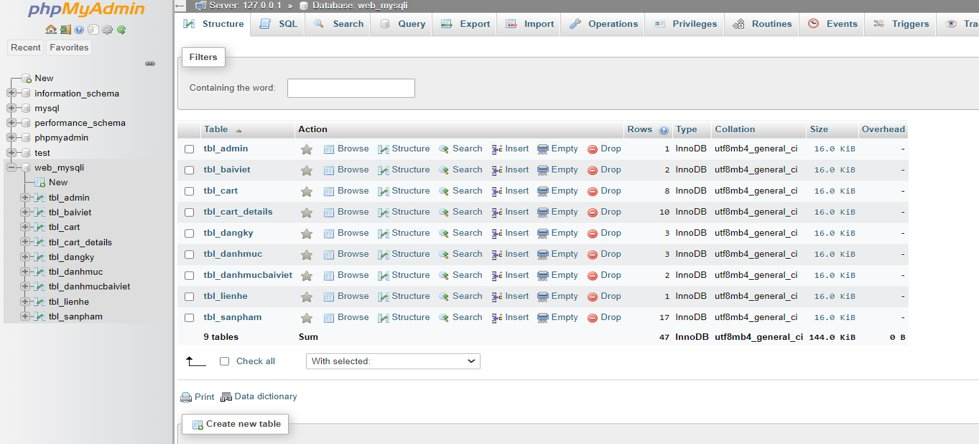 phpMyAdmin
Recent Favorites
New
information_schema
mysql
performance_schema
phpmyadmin
test
web_mysqli
New
tbl_admin
tbl_baiviet
tbl_cart
tbl_cart_details
tbl_dangky
tbl_danhmuc
tbl_danhmucbaiviet
tbl_lienhe
tbl_sanpham
Server: 127.0.0.1 » Database: web_mysqli
Structure SQL Search Query Export Import Operations Privileges Routines Events Triggers Tra
Filters
Containing the word:
Table Action Rows Type Collation Size Overhead
tbl_admin Browse Structure Search Insert Empty Drop 1 InnoDB utf8mb4_general_ci 16.0 KiB -
tbl_baiviet Browse Structure Search Insert Empty Drop 2 InnoDB utf8mb4_general_ci 16.0 KiB -
tbl_cart Browse Structure Search Insert Empty Drop 8 InnoDB utf8mb4_general_ci 16.0 KiB -
tbl_cart_details Browse Structure Search Insert Empty Drop 10 InnoDB utf8mb4_general_ci 16.0 KiB -
tbl_dangky Browse Structure Search Insert Empty Drop 3 InnoDB utf8mb4_general_ci 16.0 KiB -
tbl_danhmuc Browse Structure Search Insert Empty Drop 3 InnoDB utf8mb4_general_ci 16.0 KiB -
tbl_danhmucbaiviet Browse Structure Search Insert Empty Drop 2 InnoDB utf8mb4_general_ci 16.0 KiB -
tbl_lienhe Browse Structure Search Insert Empty Drop 1 InnoDB utf8mb4_general_ci 16.0 KiB -
tbl_sanpham Browse Structure Search Insert Empty Drop 17 InnoDB utf8mb4_general_ci 16.0 KiB -
9 tables Sum 47 InnoDB utf8mb4_general_ci 144.0 KiB 0 B
Check all With selected:
Print Data dictionary
Create new table